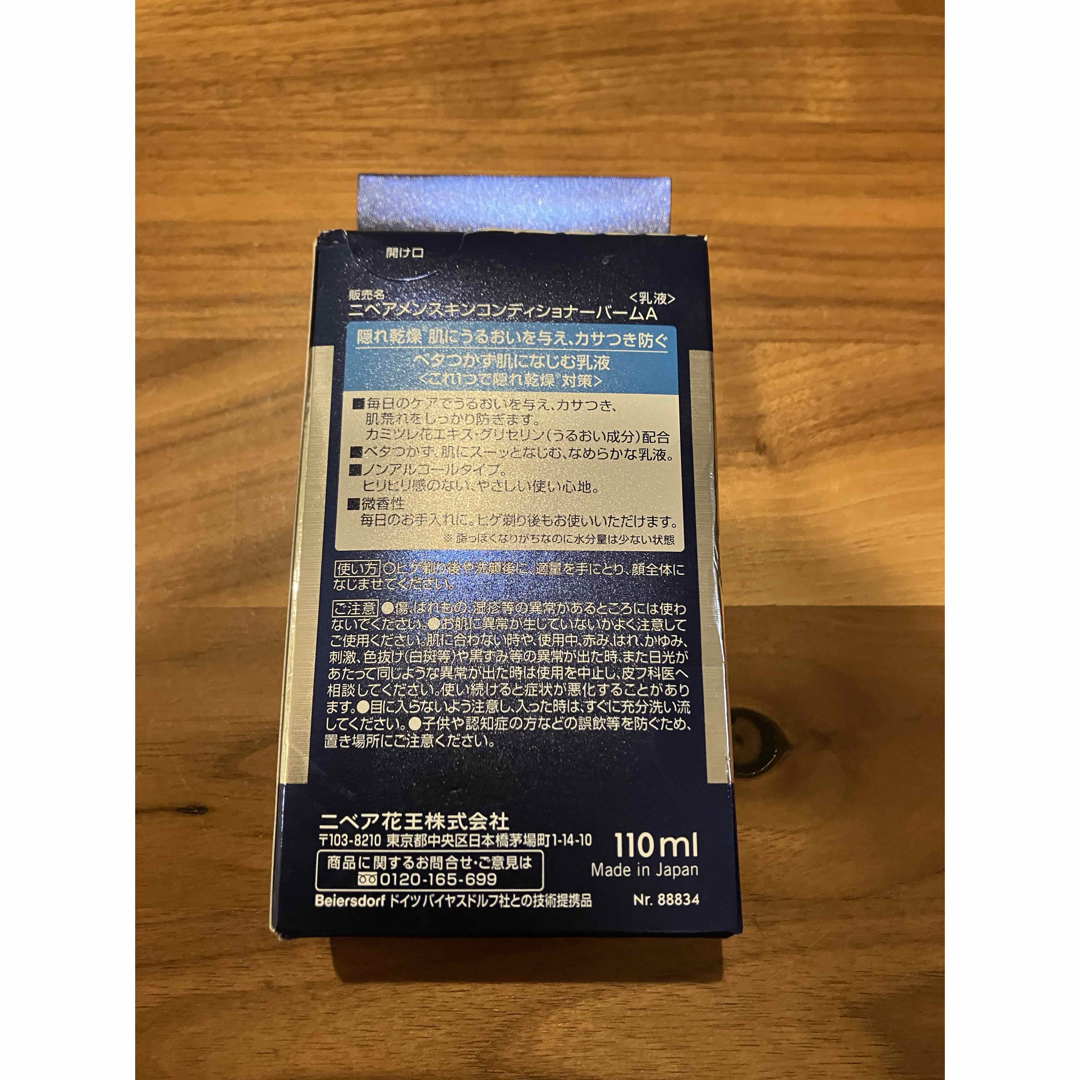 開け口
販売名
<乳液>
ニベアメンスキンコンディショナーバームA
隠れ乾燥※肌にうるおいを与え、カサつき防ぐ
ベタつかず肌になじむ乳液
<これ1つで隠れ乾燥※対策>
■毎日のケアでうるおいを与え、カサつき、
肌荒れをしっかり防ぎます。
カミツレ花エキス・グリセリン(うるおい成分)配合
■ベタつかず、肌にスーッとなじむ、なめらかな乳液。
■ノンアルコールタイプ。
ヒリヒリ感のない、やさしい使い心地。
■微香性
毎日のお手入れに。ヒゲ剃り後もお使いいただけます。
※ 脂っぽくなりがちなのに水分量は少ない状態
使い方 ○ヒゲ剃り後や洗顔後に、適量を手にとり、顔全体に
なじませてください。
ご注意 ●傷、はれもの、湿疹等の異常があるところには使わ
ないでください。●お肌に異常が生じていないかよく注意して
ご使用ください。肌に合わない時や、使用中、赤み、はれ、かゆみ、
刺激、色抜け(白斑等)や黒ずみ等の異常が出た時、また日光が
あたって同じような異常が出た時は使用を中止し、皮フ科医へ
相談してください。使い続けると症状が悪化することがあり
ます。●目に入らないよう注意し、入った時は、すぐに充分洗い流
してください。●子供や認知症の方などの誤飲等を防ぐため、
置き場所にご注意ください。
ニベア花王株式会社
〒103-8210 東京都中央区日本橋茅場町1-14-10
商品に関するお問合せ・ご意見は
0120-165-699
Beiersdorf ドイツバイヤスドルフ社との技術提携品
110ml
Made in Japan
Nr. 88834